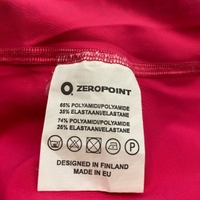 ZEROPOINT
65% POLYAMIDI/POLYAMIDE
35% ELASTAANI/ELASTANE
74% POLYAMIDI/POLYAMIDE
26% ELASTAANI/ELASTANE
DESIGNED IN FINLAND
MADE IN EU